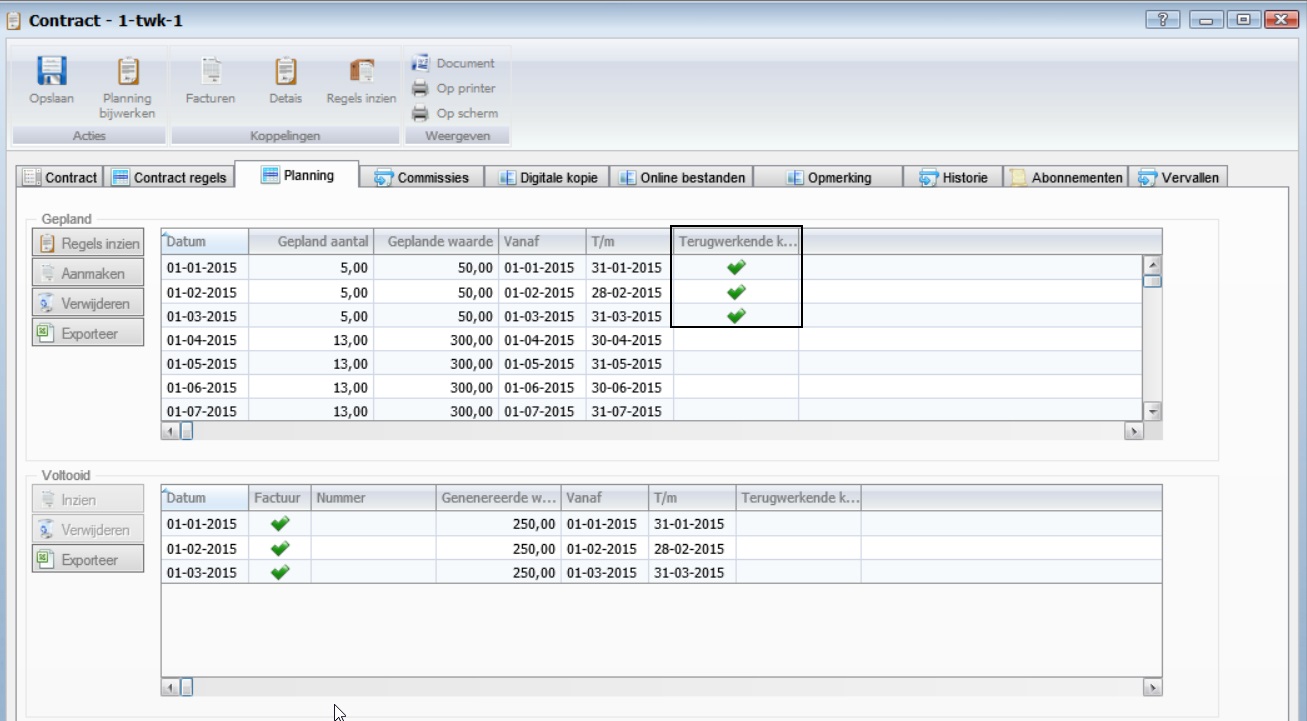 Contract - 1-twk-1
Opslaan
Planning bijwerken
Facturen
Detais
Regels inzien
Document
Op printer
Op scherm
Acties
Koppelingen
Weergeven
Contract
Contract regels
Planning
Commissies
Digitale kopie
Online bestanden
Opmerking
Historie
Abonnementen
Vervallen
Gepland
Regels inzien
Aanmaken
Verwijderen
Exporteer
Datum Gepland aantal Geplande waarde Vanaf T/m Terugwerkende k...
01-01-2015 5,00 50,00 01-01-2015 31-01-2015
01-02-2015 5,00 50,00 01-02-2015 28-02-2015
01-03-2015 5,00 50,00 01-03-2015 31-03-2015
01-04-2015 13,00 300,00 01-04-2015 30-04-2015
01-05-2015 13,00 300,00 01-05-2015 31-05-2015
01-06-2015 13,00 300,00 01-06-2015 30-06-2015
01-07-2015 13,00 300,00 01-07-2015 31-07-2015
Voltooid
Inzien
Verwijderen
Exporteer
Datum Factuur Nummer Genenereerde w... Vanaf T/m Terugwerkende k...
01-01-2015 250,00 01-01-2015 31-01-2015
01-02-2015 250,00 01-02-2015 28-02-2015
01-03-2015 250,00 01-03-2015 31-03-2015